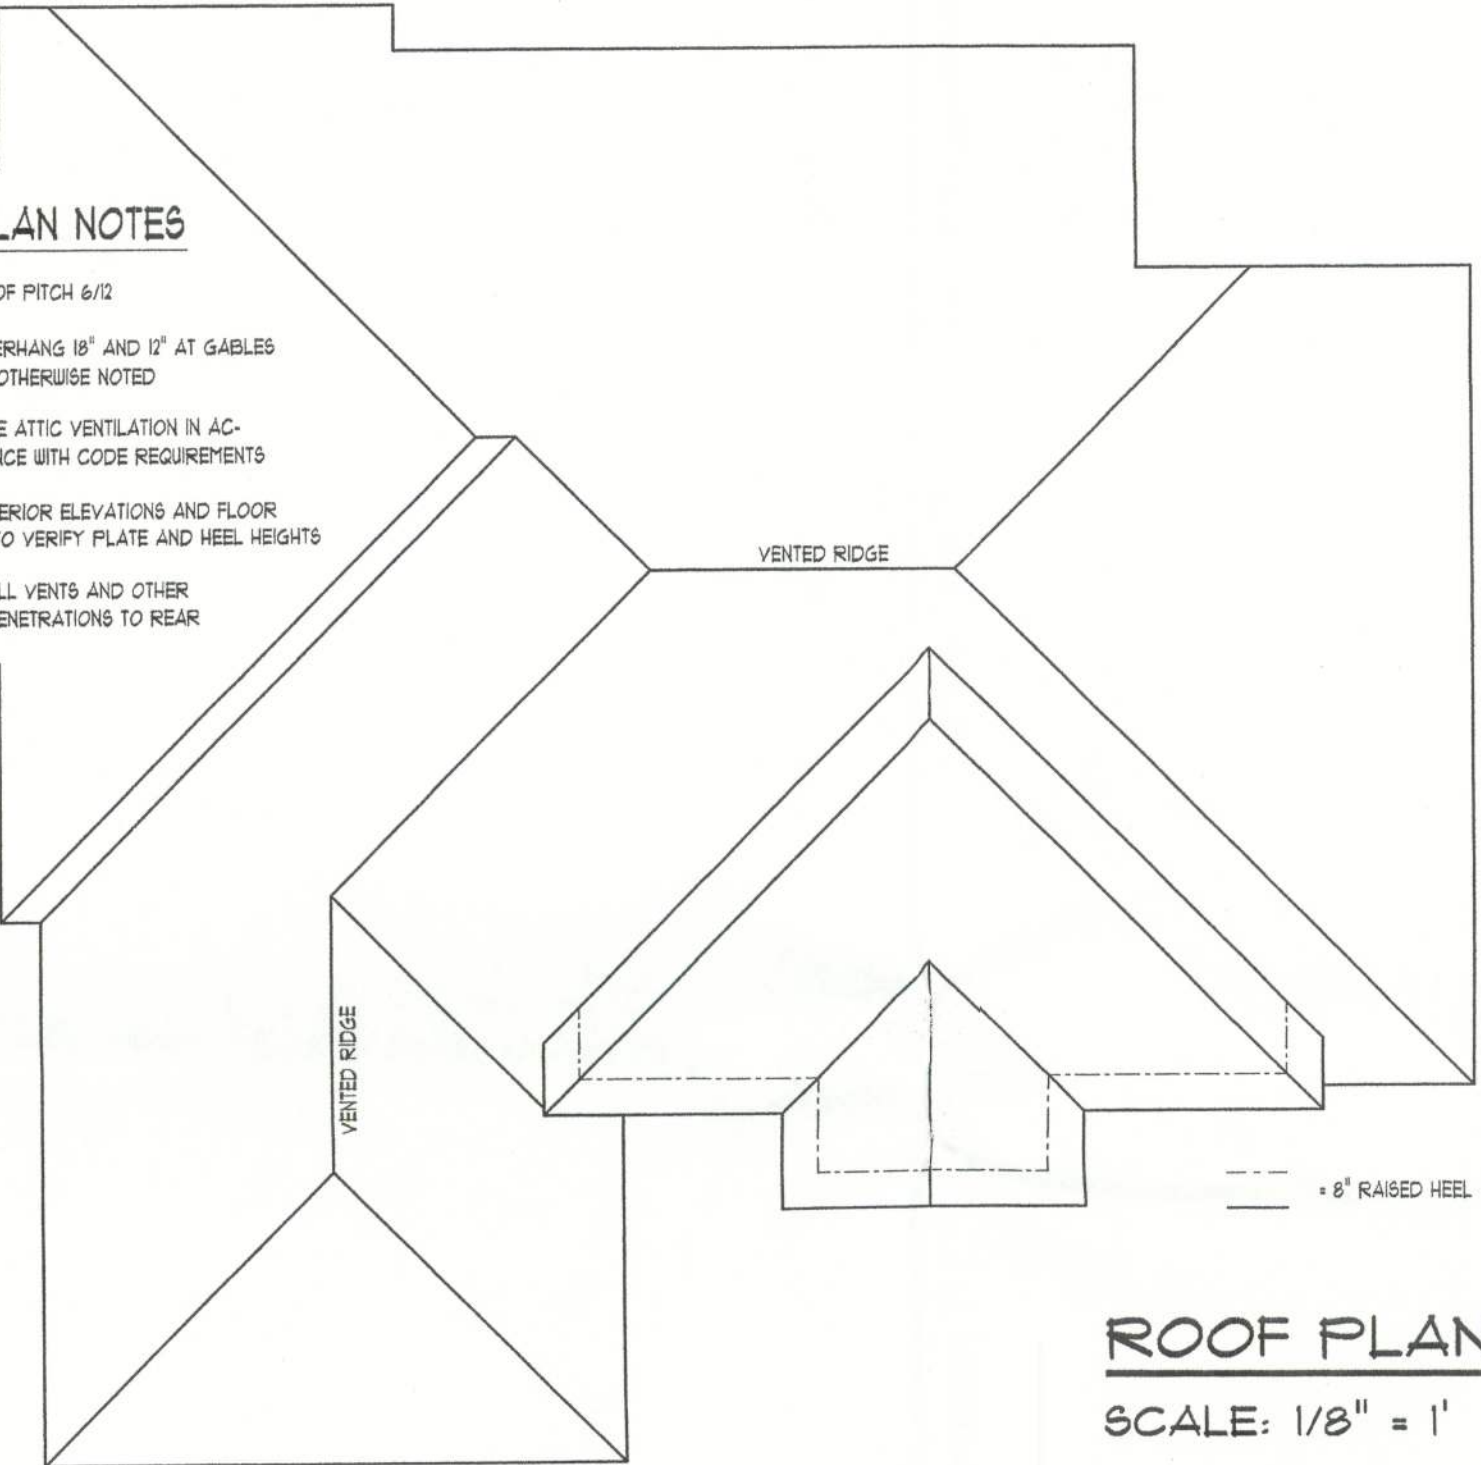 LAN NOTES
OF PITCH 6/12
ERHANG 18" AND 12" AT GABLES
OTHERWISE NOTED
E ATTIC VENTILATION IN AC-
NCE WITH CODE REQUIREMENTS
ERIOR ELEVATIONS AND FLOOR
TO VERIFY PLATE AND HEEL HEIGHTS
LL VENTS AND OTHER
ENETRATIONS TO REAR
VENTED RIDGE
VENTED RIDGE
= 8" RAISED HEEL
ROOF PLAN
SCALE: 1/8" = 1'